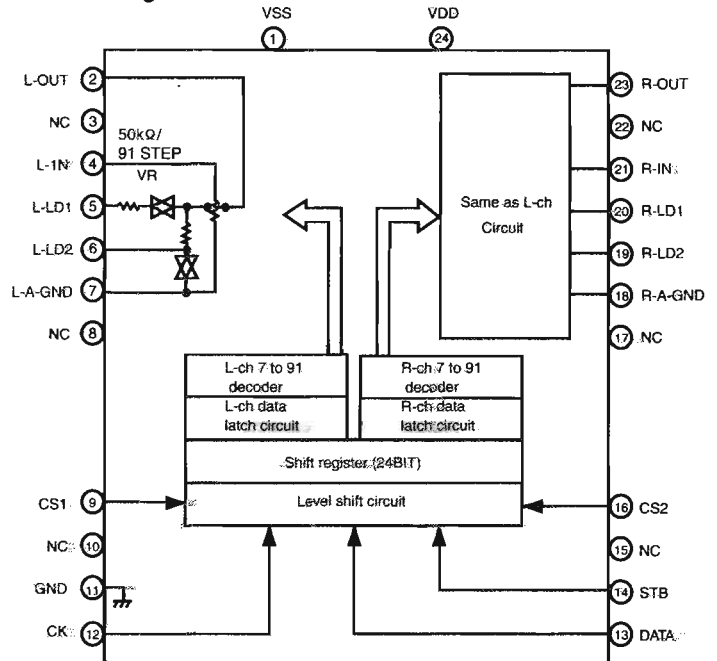 VSS
VDD
1
24
L-OUT 2
23 R-OUT
NC 3
22 NC
50kΩ/
91 STEP
VR
L-1N 4
21 R-IN
L-LD1 5
20 R-LD1
Same as L-ch
Circuit
L-LD2 6
19 R-LD2
L-A-GND 7
18 R-A-GND
NC 8
17 NC
L-ch 7 to 91
decoder
R-ch 7 to 91
decoder
L-ch data
latch circuit
R-ch data
latch circuit
Shift register (24BIT)
Level shift circuit
CS1 9
16 CS2
NC 10
15 NC
GND 11
14 STB
CK 12
13 DATA